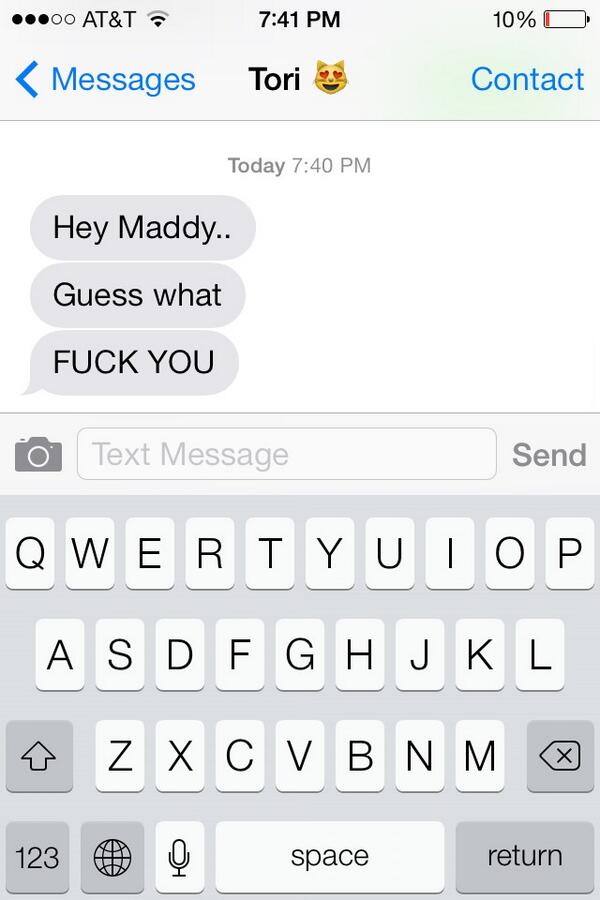 AT&T 7:41 PM 10%
Messages Tori 😻 Contact
Today 7:40 PM
Hey Maddy..
Guess what
FUCK YOU
Text Message Send
Q W E R T Y U I O P
A S D F G H J K L
Z X C V B N M
123 space return